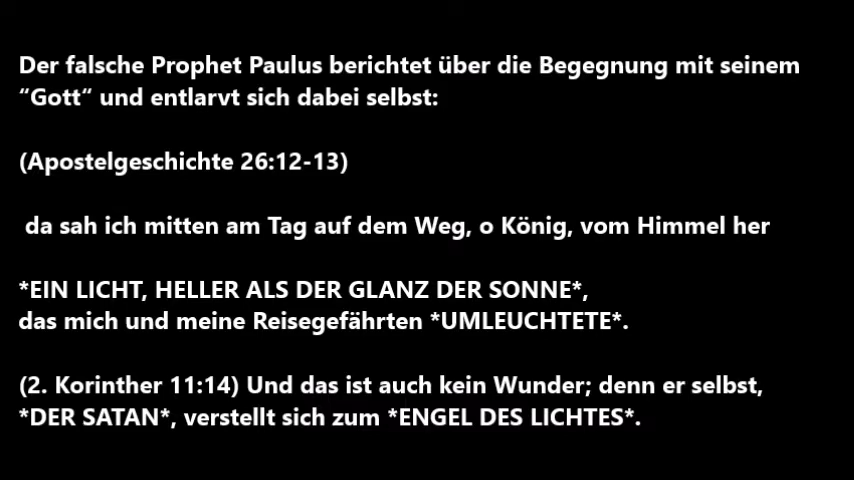 Der falsche Prophet Paulus berichtet über die Begegnung mit seinem
“Gott“ und entlarvt sich dabei selbst:
(Apostelgeschichte 26:12-13)
da sah ich mitten am Tag auf dem Weg, o König, vom Himmel her
*EIN LICHT, HELLER ALS DER GLANZ DER SONNE*,
das mich und meine Reisegefährten *UMLEUCHTETE*.
(2. Korinther 11:14) Und das ist auch kein Wunder; denn er selbst,
*DER SATAN*, verstellt sich zum *ENGEL DES LICHTES*.